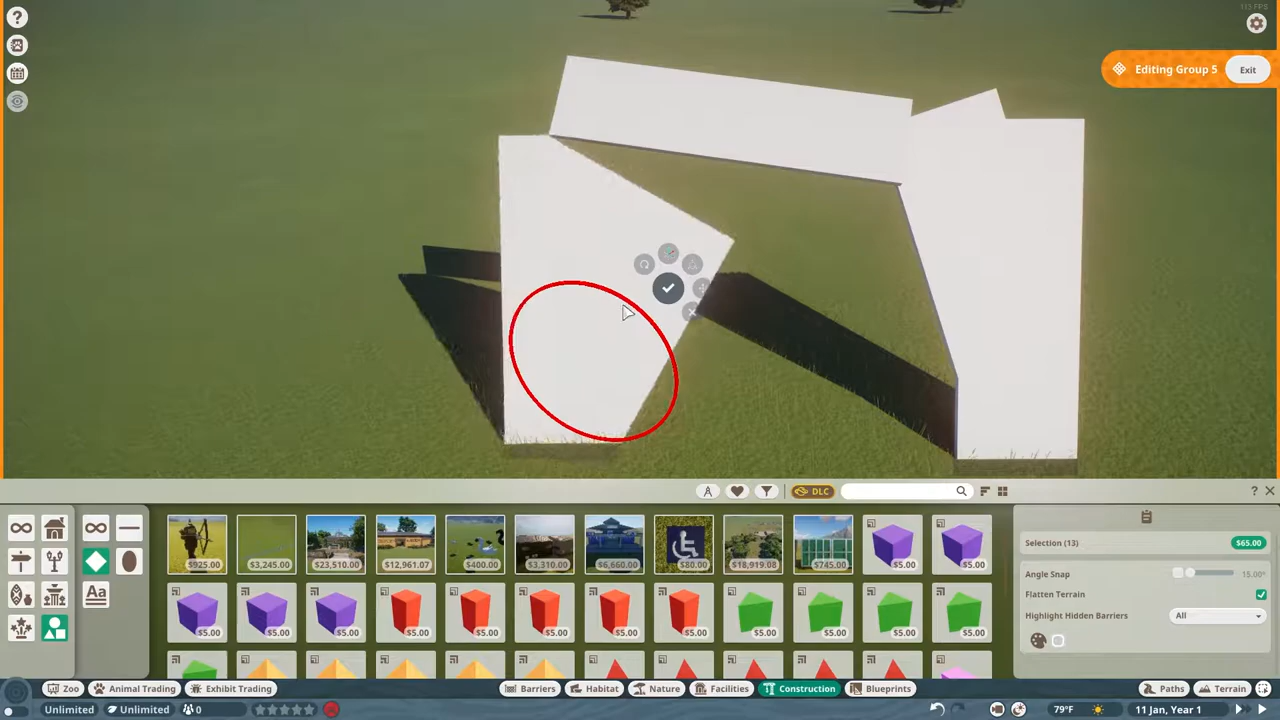 113 FPS
Editing Group 5 Exit
DLC
$925.00 $3,245.00 $23,510.00 $12,961.07 $400.00 $3,310.00 $6,660.00 $80.00 $18,919.08 $745.00 $5.00 $5.00
$5.00 $5.00 $5.00 $5.00 $5.00 $5.00 $5.00 $5.00 $5.00 $5.00 $5.00 $5.00
Aa
Selection (13) $65.00
Angle Snap 15.00°
Flatten Terrain
Highlight Hidden Barriers All
Zoo Animal Trading Exhibit Trading Barriers Habitat Nature Facilities Construction Blueprints Paths Terrain
Unlimited Unlimited 0 79°F 11 Jan, Year 1